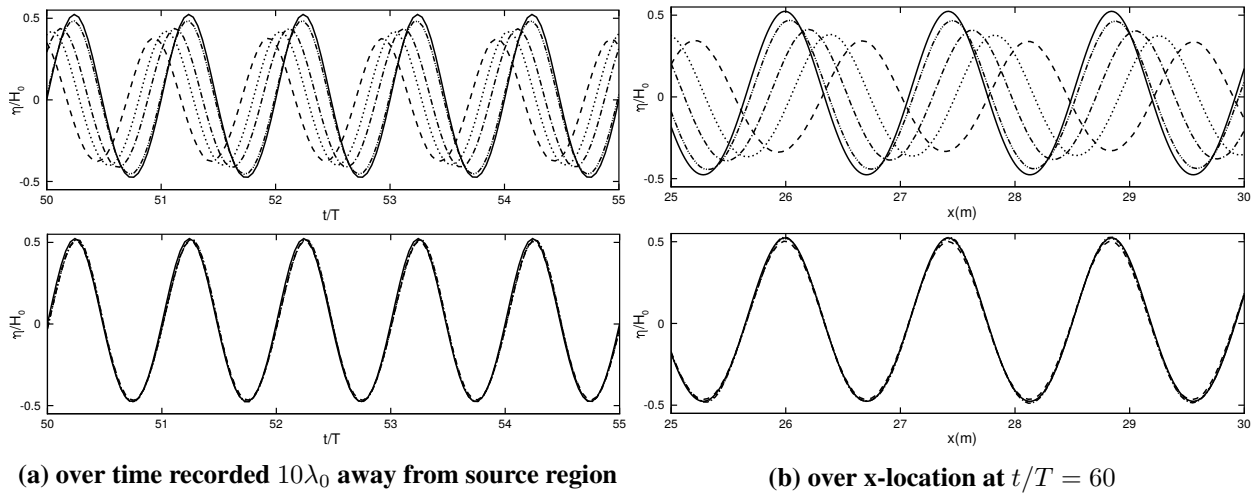 0.5
0
-0.5
η/H₀
50 51 52 53 54 55
t/T
0.5
0
-0.5
η/H₀
25 26 27 28 29 30
x(m)
0.5
0
-0.5
η/H₀
50 51 52 53 54 55
t/T
0.5
0
-0.5
η/H₀
25 26 27 28 29 30
x(m)
(a) over time recorded 10λ₀ away from source region
(b) over x-location at t/T = 60